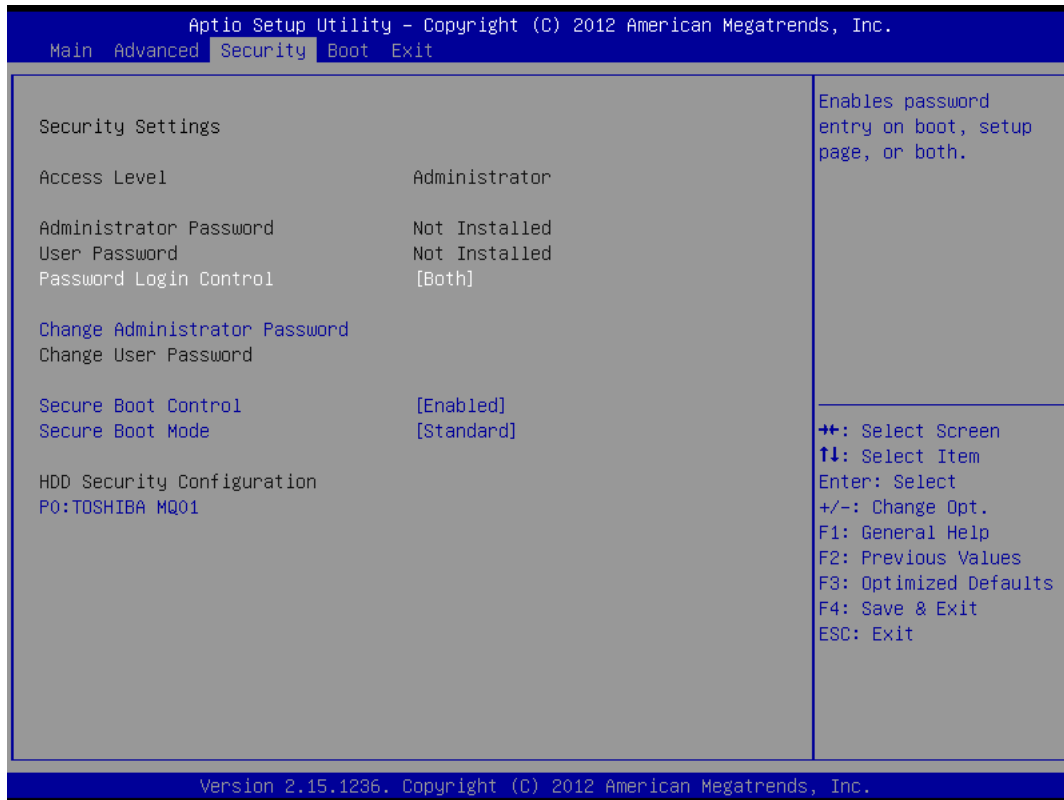 Aptio Setup Utility – Copyright (C) 2012 American Megatrends, Inc.
Main Advanced Security Boot Exit
Security Settings
Access Level Administrator
Administrator Password Not Installed
User Password Not Installed
Password Login Control [Both]
Change Administrator Password
Change User Password
Secure Boot Control [Enabled]
Secure Boot Mode [Standard]
HDD Security Configuration
P0:TOSHIBA MQ01
Enables password
entry on boot, setup
page, or both.
→←: Select Screen
↑↓: Select Item
Enter: Select
+/-: Change Opt.
F1: General Help
F2: Previous Values
F3: Optimized Defaults
F4: Save & Exit
ESC: Exit
Version 2.15.1236. Copyright (C) 2012 American Megatrends, Inc.